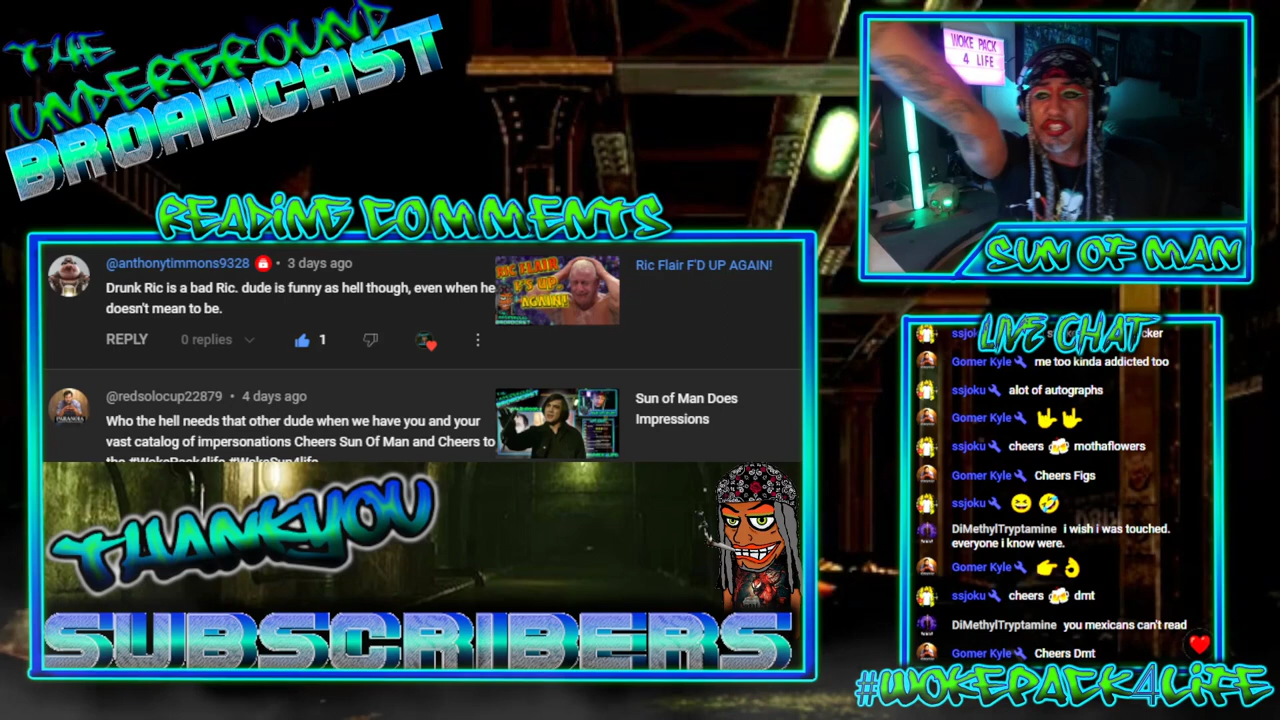 THE
UNDERGROUND
BROADCAST
READING COMMENTS
@anthonytimmons9328 • 3 days ago
Drunk Ric is a bad Ric. dude is funny as hell though, even when he
doesn't mean to be.
REPLY 0 replies 1
RIC FLAIR
F'S UP
AGAIN!
Ric Flair F'D UP AGAIN!
@redsolocup22879 • 4 days ago
Who the hell needs that other dude when we have you and your
vast catalog of impersonations Cheers Sun Of Man and Cheers to
the #WokePack4life #WokeSun4life
Sun of Man Does
Impressions
THANKYOU
SUBSCRIBERS
WOKE PACK
4 LIFE
SUN OF MAN
LIVE CHAT
Gomer Kyle me too kinda addicted too
ssjoku alot of autographs
Gomer Kyle 🤟 🤟
ssjoku cheers 🍻 mothaflowers
Gomer Kyle Cheers Figs
ssjoku 😆 🤣
DiMethylTryptamine i wish i was touched.
everyone i know were.
Gomer Kyle 👉 👌
ssjoku cheers 🍻 dmt
DiMethylTryptamine you mexicans can't read
Gomer Kyle Cheers Dmt
#WOKEPACK4LIFE